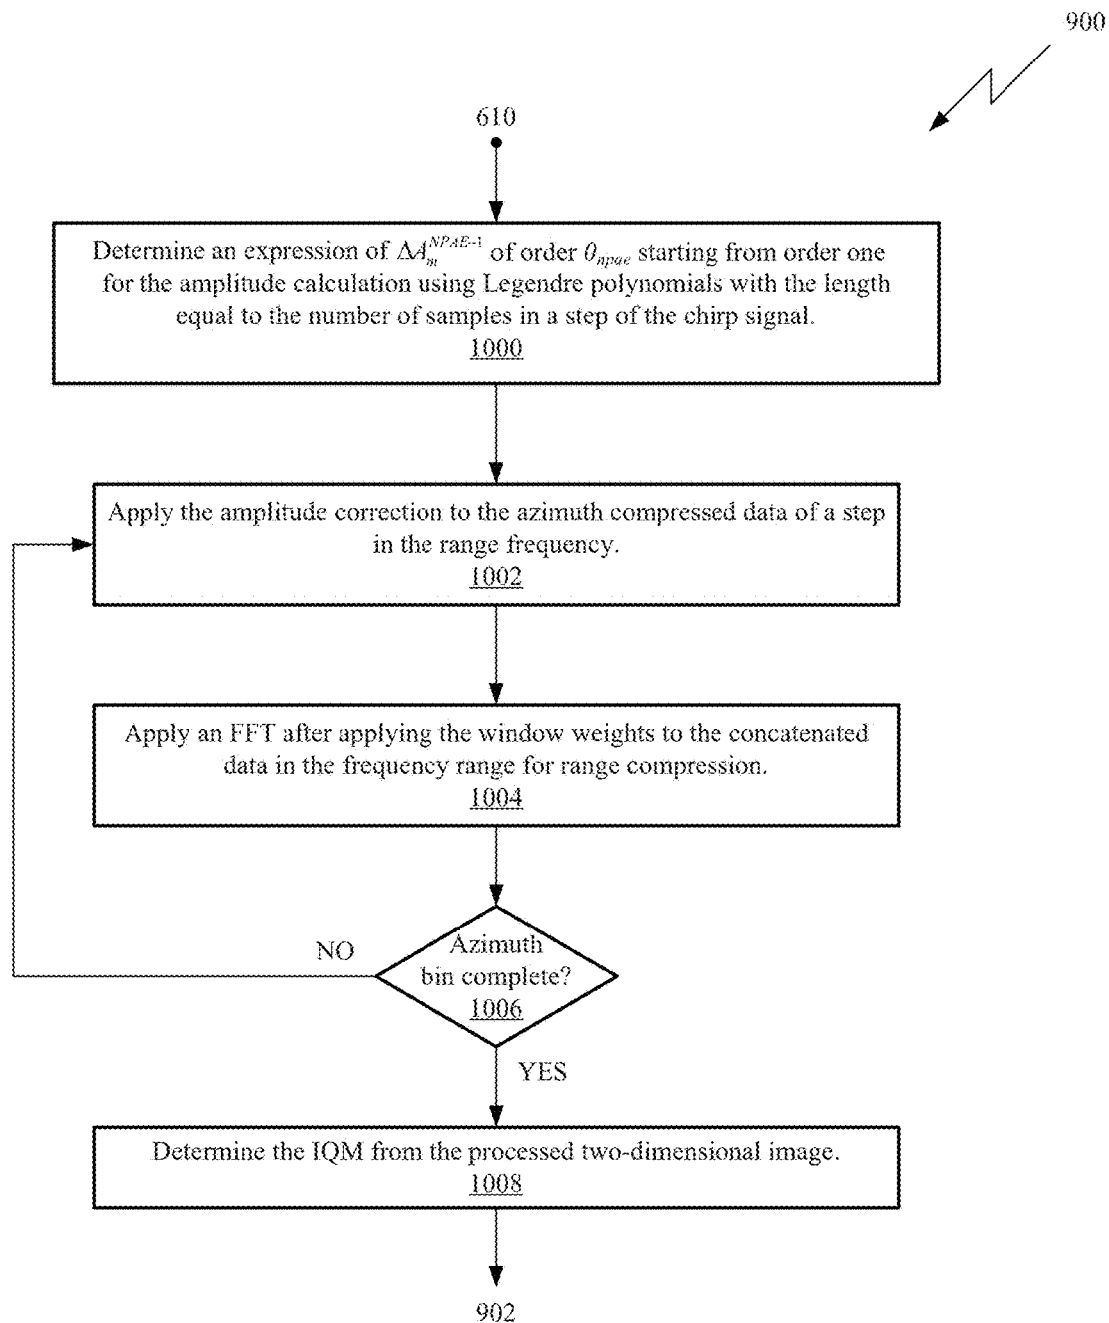 900
610
Determine an expression of ΔA_m^{NPAE-1} of order θ_{npae} starting from order one
for the amplitude calculation using Legendre polynomials with the length
equal to the number of samples in a step of the chirp signal.
1000
Apply the amplitude correction to the azimuth compressed data of a step
in the range frequency.
1002
Apply an FFT after applying the window weights to the concatenated
data in the frequency range for range compression.
1004
NO
Azimuth
bin complete?
1006
YES
Determine the IQM from the processed two-dimensional image.
1008
902